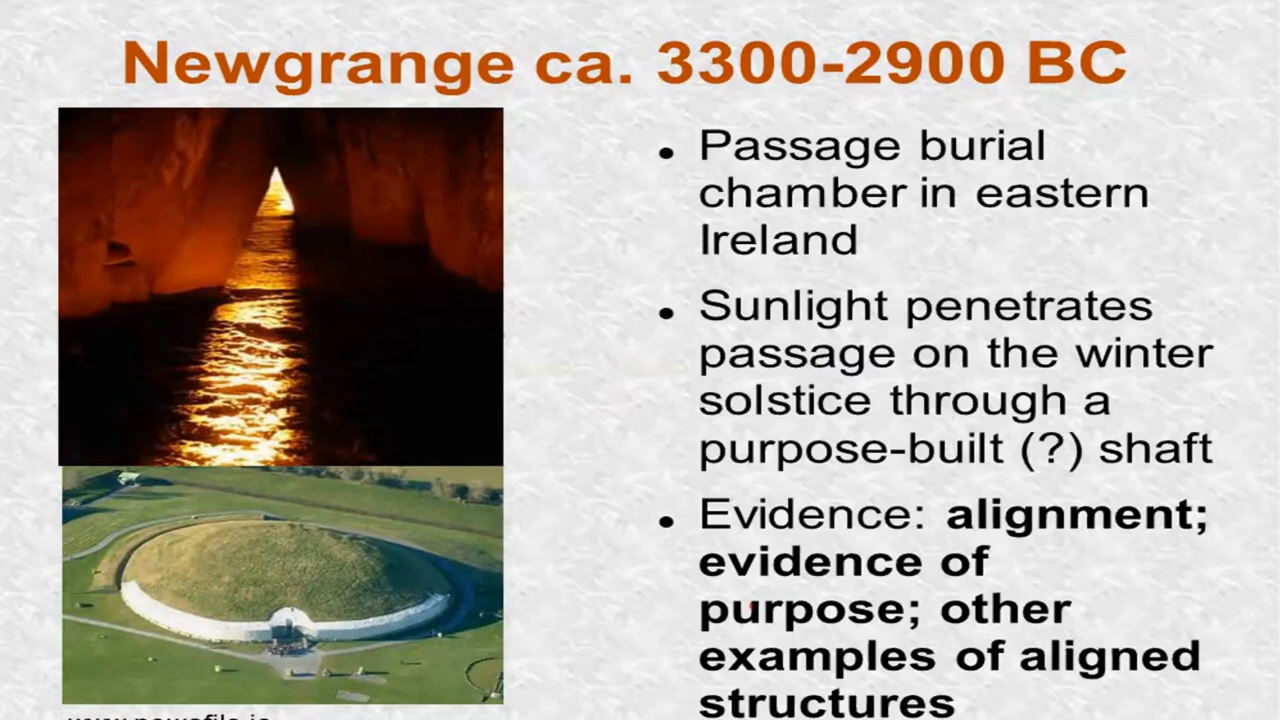 Newgrange ca. 3300-2900 BC
• Passage burial
chamber in eastern
Ireland
• Sunlight penetrates
passage on the winter
solstice through a
purpose-built (?) shaft
• Evidence: alignment;
evidence of
purpose; other
examples of aligned
structures